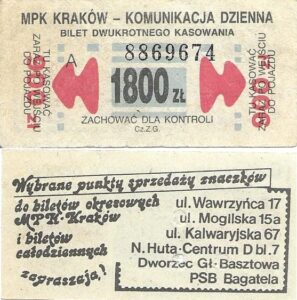 MPK KRAKÓW – KOMUNIKACJA DZIENNA
BILET DWUKROTNEGO KASOWANIA
A 8869674
TU KASOWAĆ
ZARAZ PO WEJŚCIU
DO POJAZDU
1800 ZŁ
TU KASOWAĆ
ZARAZ PO WEJŚCIU
DO POJAZDU
ZACHOWAĆ DLA KONTROLI
Cz.Z.G.
Wybrane punkty sprzedaży znaczków
do biletów okresowych
MPK-Kraków
i biletów
całodziennych
zapraszają!
ul. Wawrzyńca 17
ul. Mogilska 15a
ul. Kalwaryjska 67
N. Huta-Centrum D bl.7
Dworzec Gł.-Basztowa
PSB Bagatela